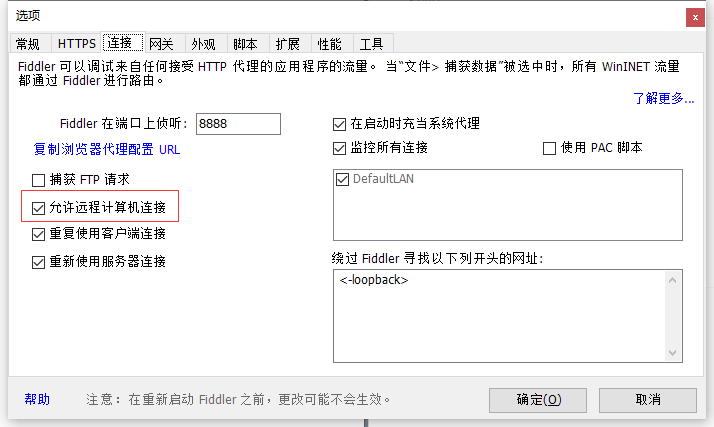 选项
常规 HTTPS 连接 网关 外观 脚本 扩展 性能 工具
Fiddler 可以调试来自任何接受 HTTP 代理的应用程序的流量。 当“文件> 捕获数据”被选中时，所有 WinINET 流量
都通过 Fiddler 进行路由。
了解更多...
Fiddler 在端口上侦听: 8888
复制浏览器代理配置 URL
捕获 FTP 请求
允许远程计算机连接
重复使用客户端连接
重新使用服务器连接
在启动时充当系统代理
监控所有连接
使用 PAC 脚本
DefaultLAN
绕过 Fiddler 寻找以下列开头的网址:
<-loopback>
帮助
注意: 在重新启动 Fiddler 之前，更改可能不会生效。
确定(O)
取消